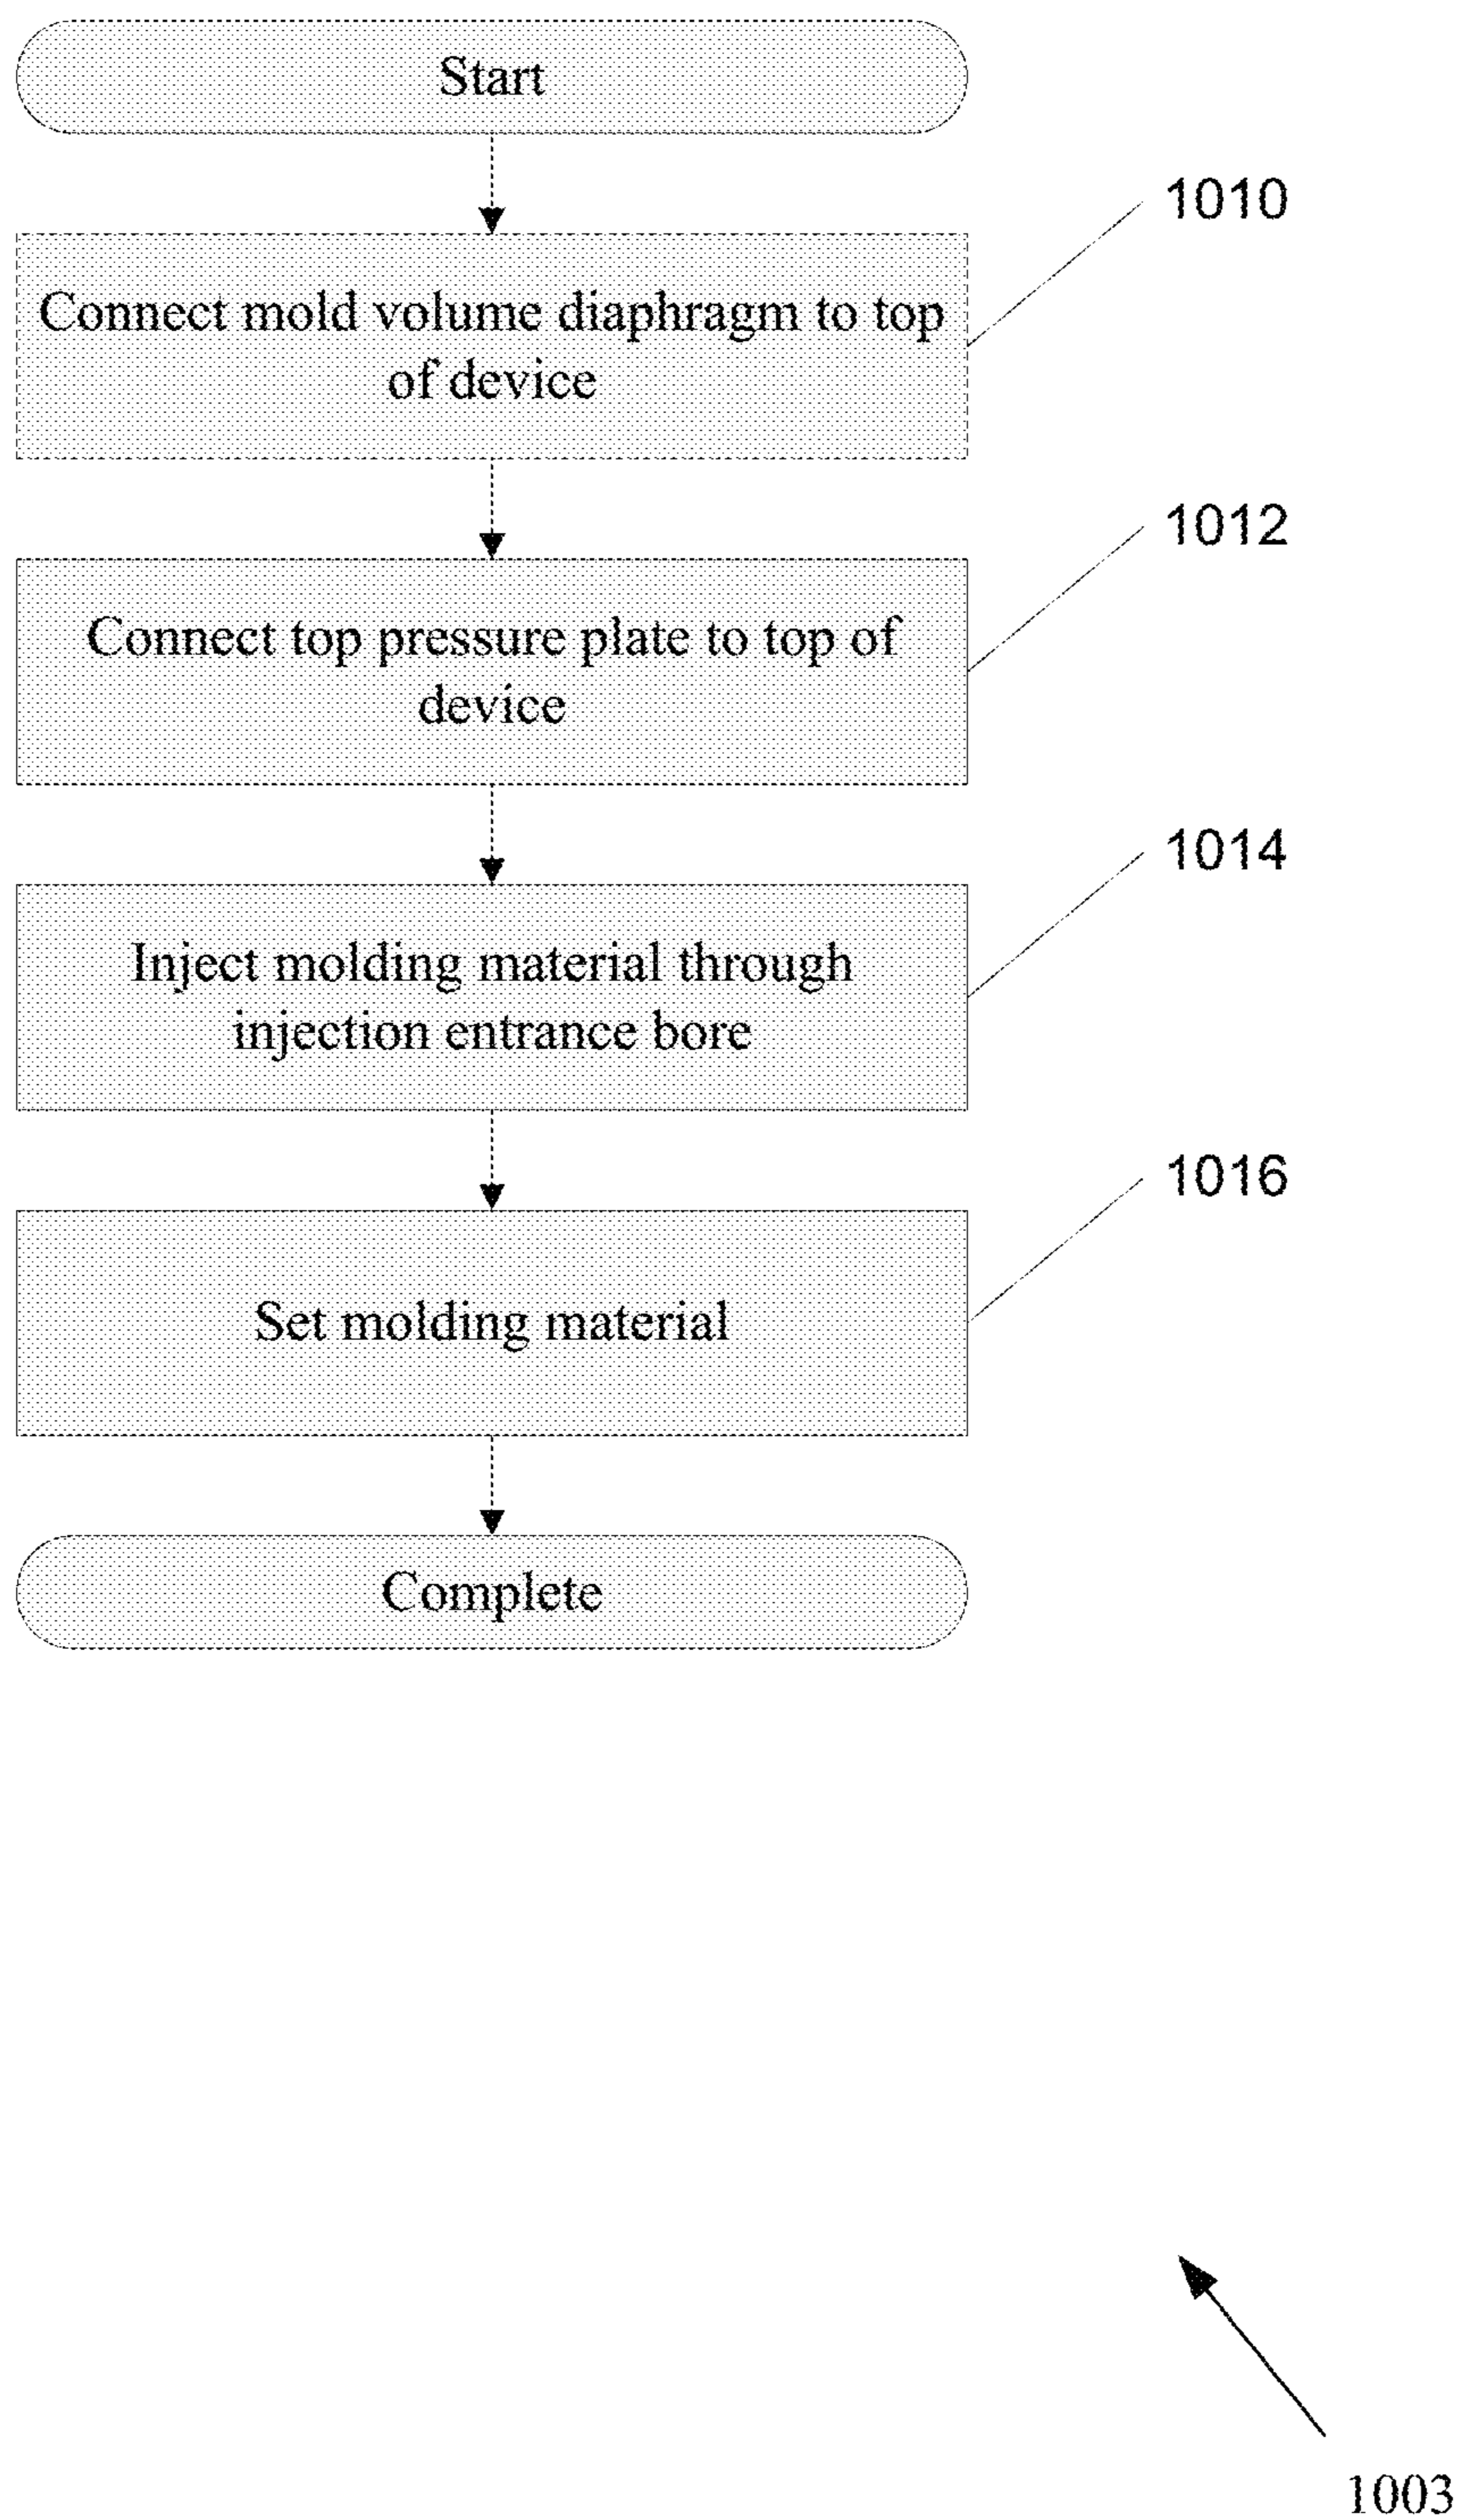 Start
1010
Connect mold volume diaphragm to top
of device
1012
Connect top pressure plate to top of
device
1014
Inject molding material through
injection entrance bore
1016
Set molding material
Complete
1003